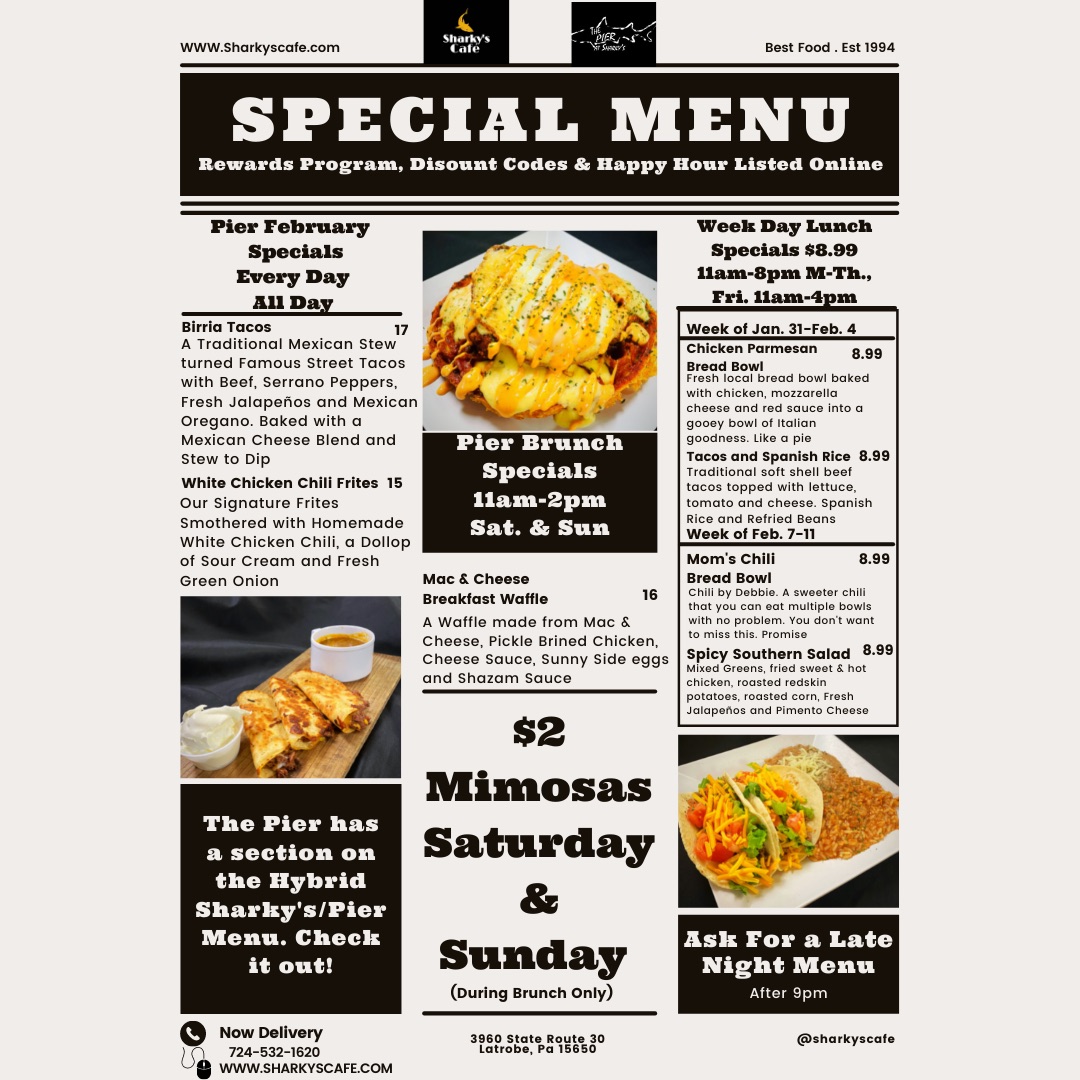 WWW.Sharkyscafe.com
Sharky's
Cafe
THE
PIER
AT SHARKY'S
Best Food . Est 1994
SPECIAL MENU
Rewards Program, Disount Codes & Happy Hour Listed Online
Pier February
Specials
Every Day
All Day
Birria Tacos 17
A Traditional Mexican Stew
turned Famous Street Tacos
with Beef, Serrano Peppers,
Fresh Jalapeños and Mexican
Oregano. Baked with a
Mexican Cheese Blend and
Stew to Dip
White Chicken Chili Frites 15
Our Signature Frites
Smothered with Homemade
White Chicken Chili, a Dollop
of Sour Cream and Fresh
Green Onion
The Pier has
a section on
the Hybrid
Sharky's/Pier
Menu. Check
it out!
Pier Brunch
Specials
11am-2pm
Sat. & Sun
Mac & Cheese
Breakfast Waffle 16
A Waffle made from Mac &
Cheese, Pickle Brined Chicken,
Cheese Sauce, Sunny Side eggs
and Shazam Sauce
$2
Mimosas
Saturday
&
Sunday
(During Brunch Only)
Week Day Lunch
Specials $8.99
11am-8pm M-Th.,
Fri. 11am-4pm
Week of Jan. 31-Feb. 4
Chicken Parmesan 8.99
Bread Bowl
Fresh local bread bowl baked
with chicken, mozzarella
cheese and red sauce into a
gooey bowl of Italian
goodness. Like a pie
Tacos and Spanish Rice 8.99
Traditional soft shell beef
tacos topped with lettuce,
tomato and cheese. Spanish
Rice and Refried Beans
Week of Feb. 7-11
Mom's Chili 8.99
Bread Bowl
Chili by Debbie. A sweeter chili
that you can eat multiple bowls
with no problem. You don't want
to miss this. Promise
Spicy Southern Salad 8.99
Mixed Greens, fried sweet & hot
chicken, roasted redskin
potatoes, roasted corn, Fresh
Jalapeños and Pimento Cheese
Ask For a Late
Night Menu
After 9pm
Now Delivery
724-532-1620
WWW.SHARKYSCAFE.COM
3960 State Route 30
Latrobe, Pa 15650
@sharkyscafe